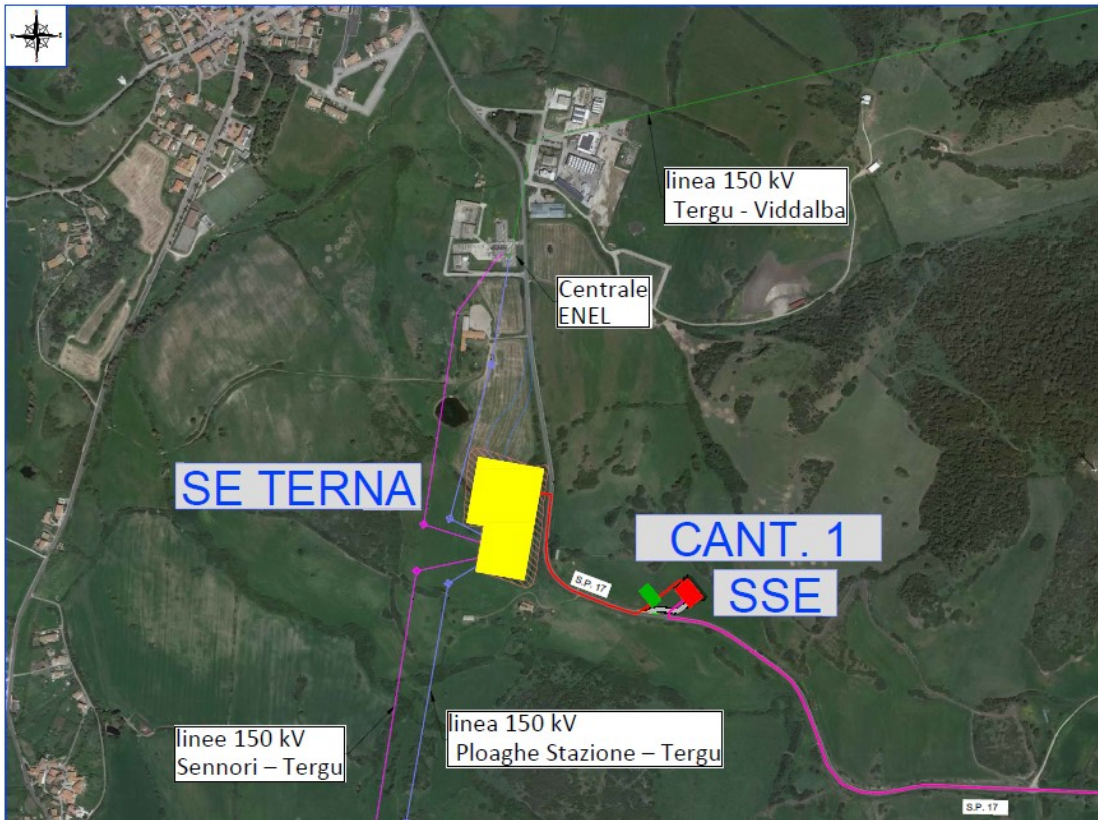 linea 150 kV
Tergu - Viddalba
Centrale
ENEL
SE TERNA
CANT. 1
SSE
S.P. 17
linee 150 kV
Sennori – Tergu
linea 150 kV
Ploaghe Stazione – Tergu
S.P. 17